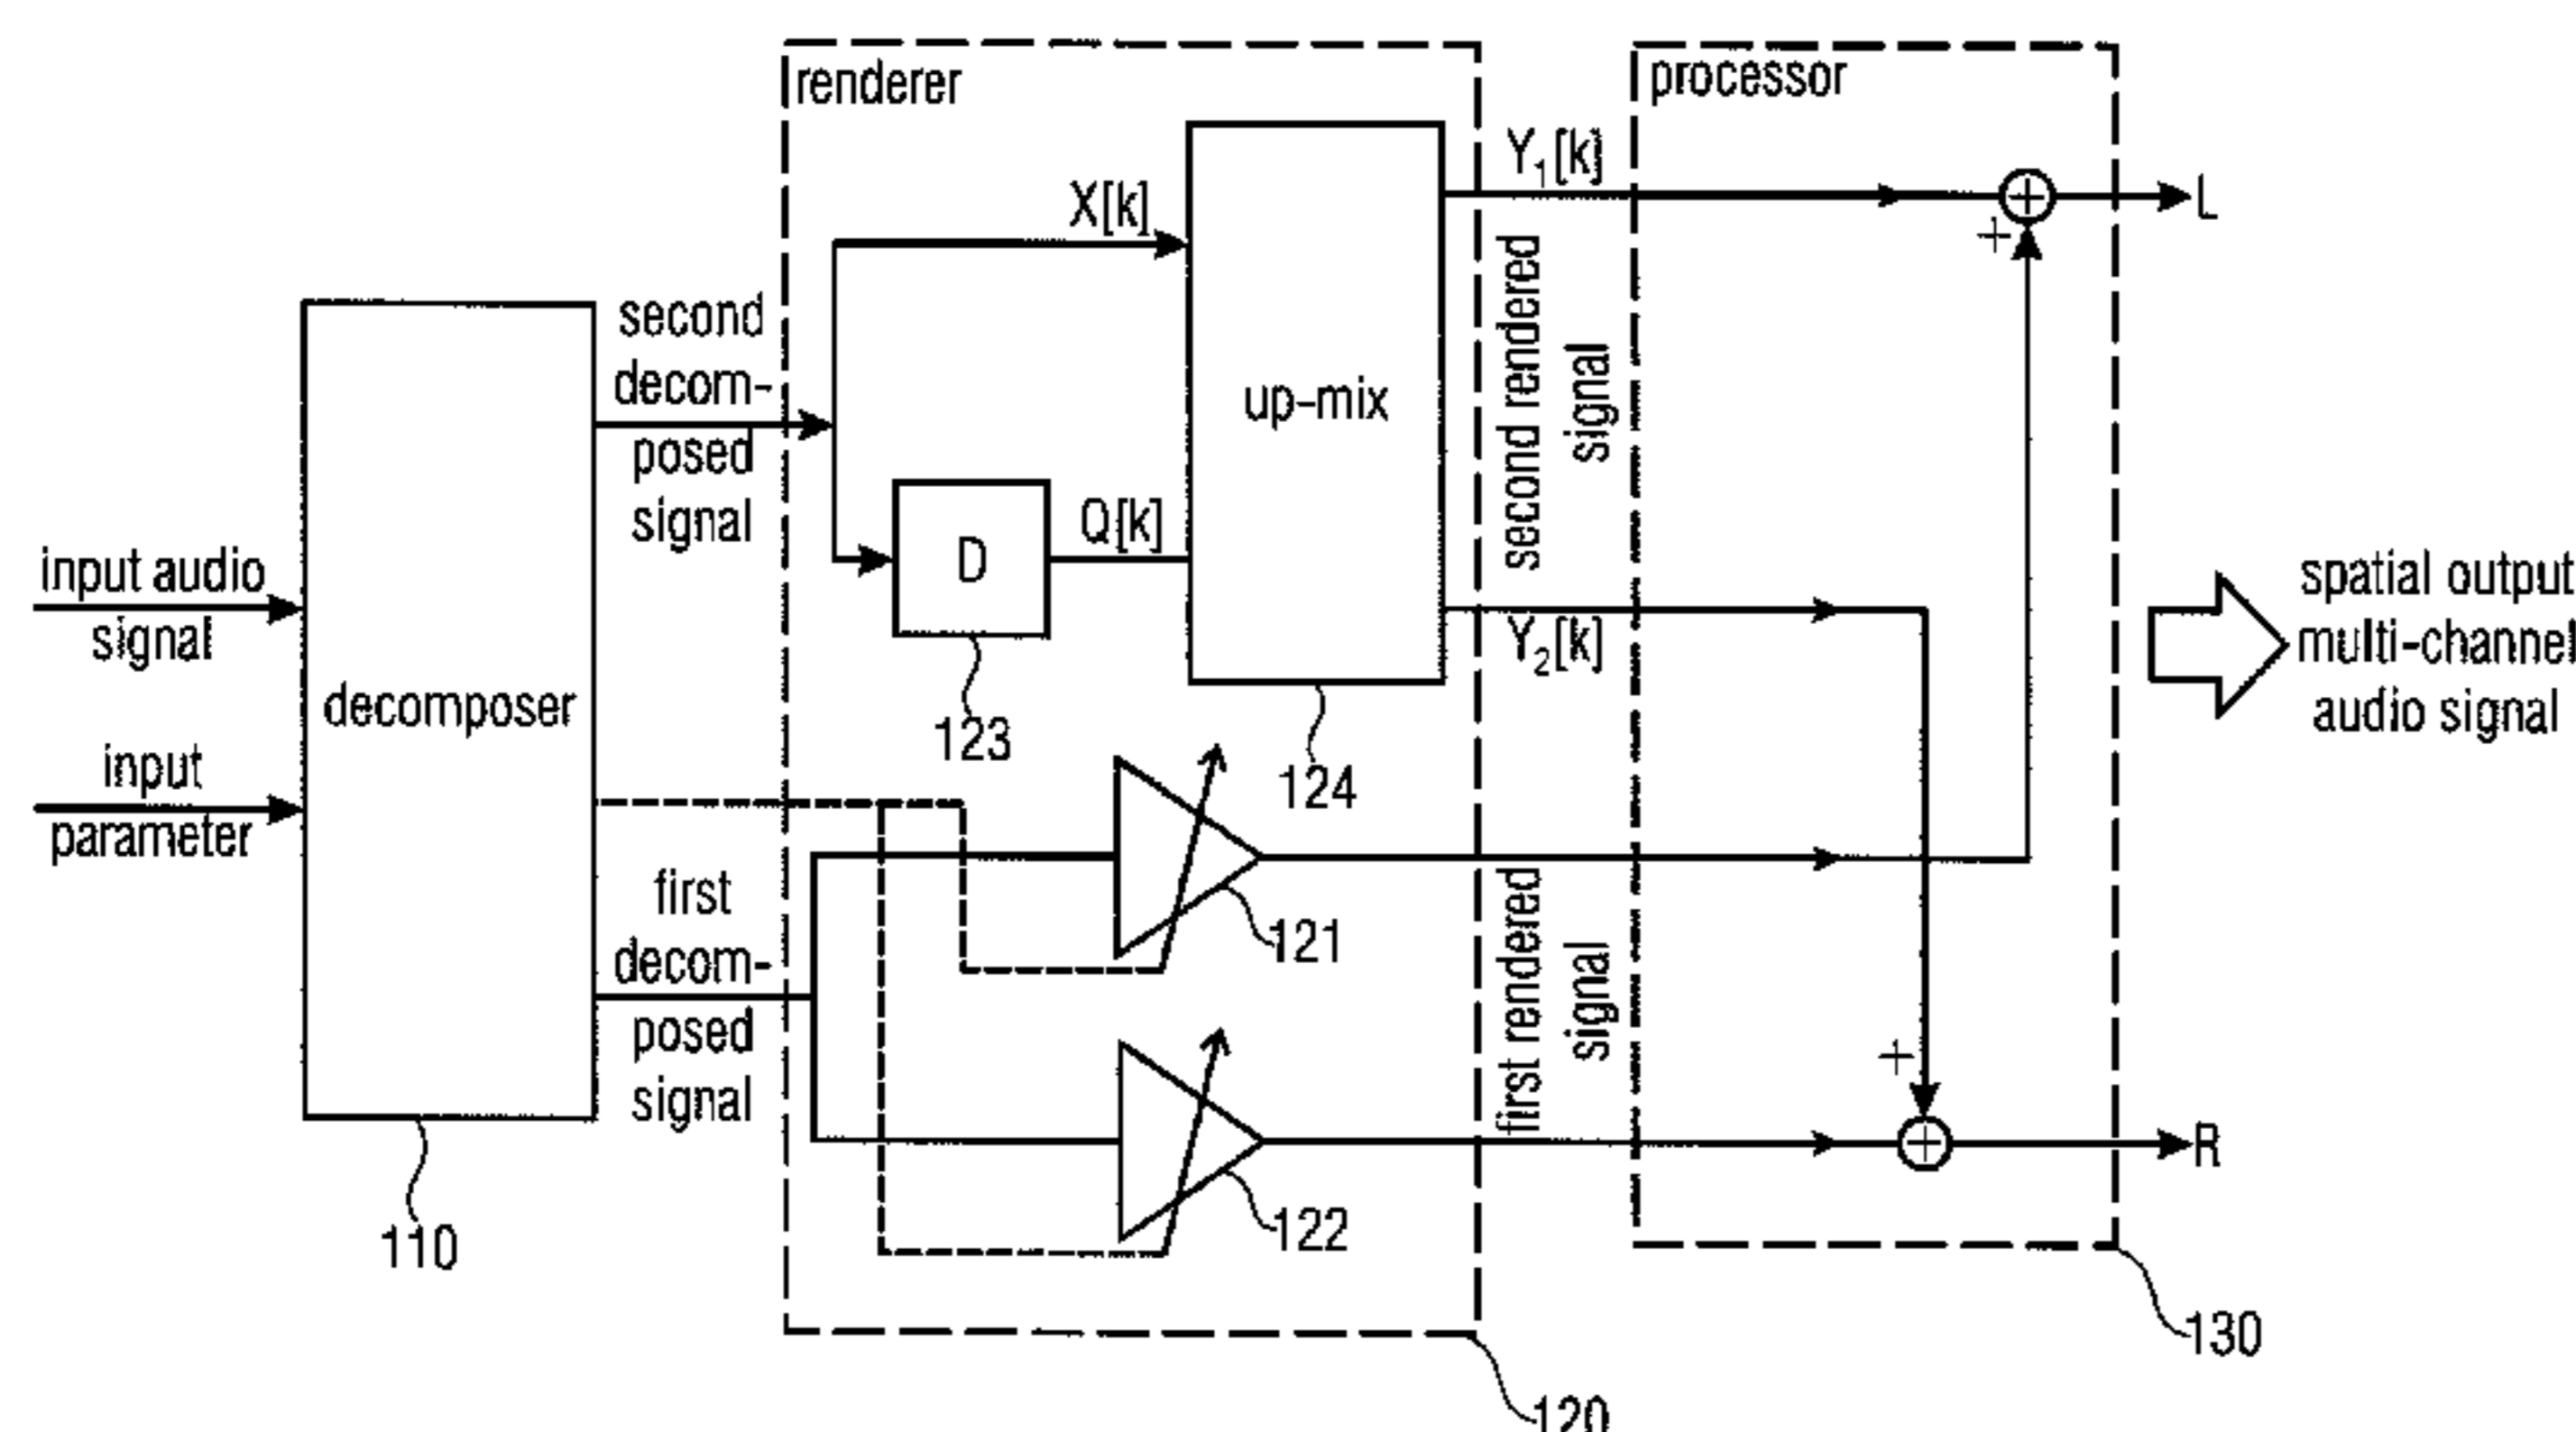 renderer
processor
Y1[k]
X[k]
+
L
second
decom-
posed
signal
up-mix
second rendered
signal
D
Q[k]
input audio
signal
Y2[k]
spatial output
multi-channel
audio signal
decomposer
123
124
input
parameter
first
decom-
posed
signal
121
first rendered
signal
+
R
122
110
130
120